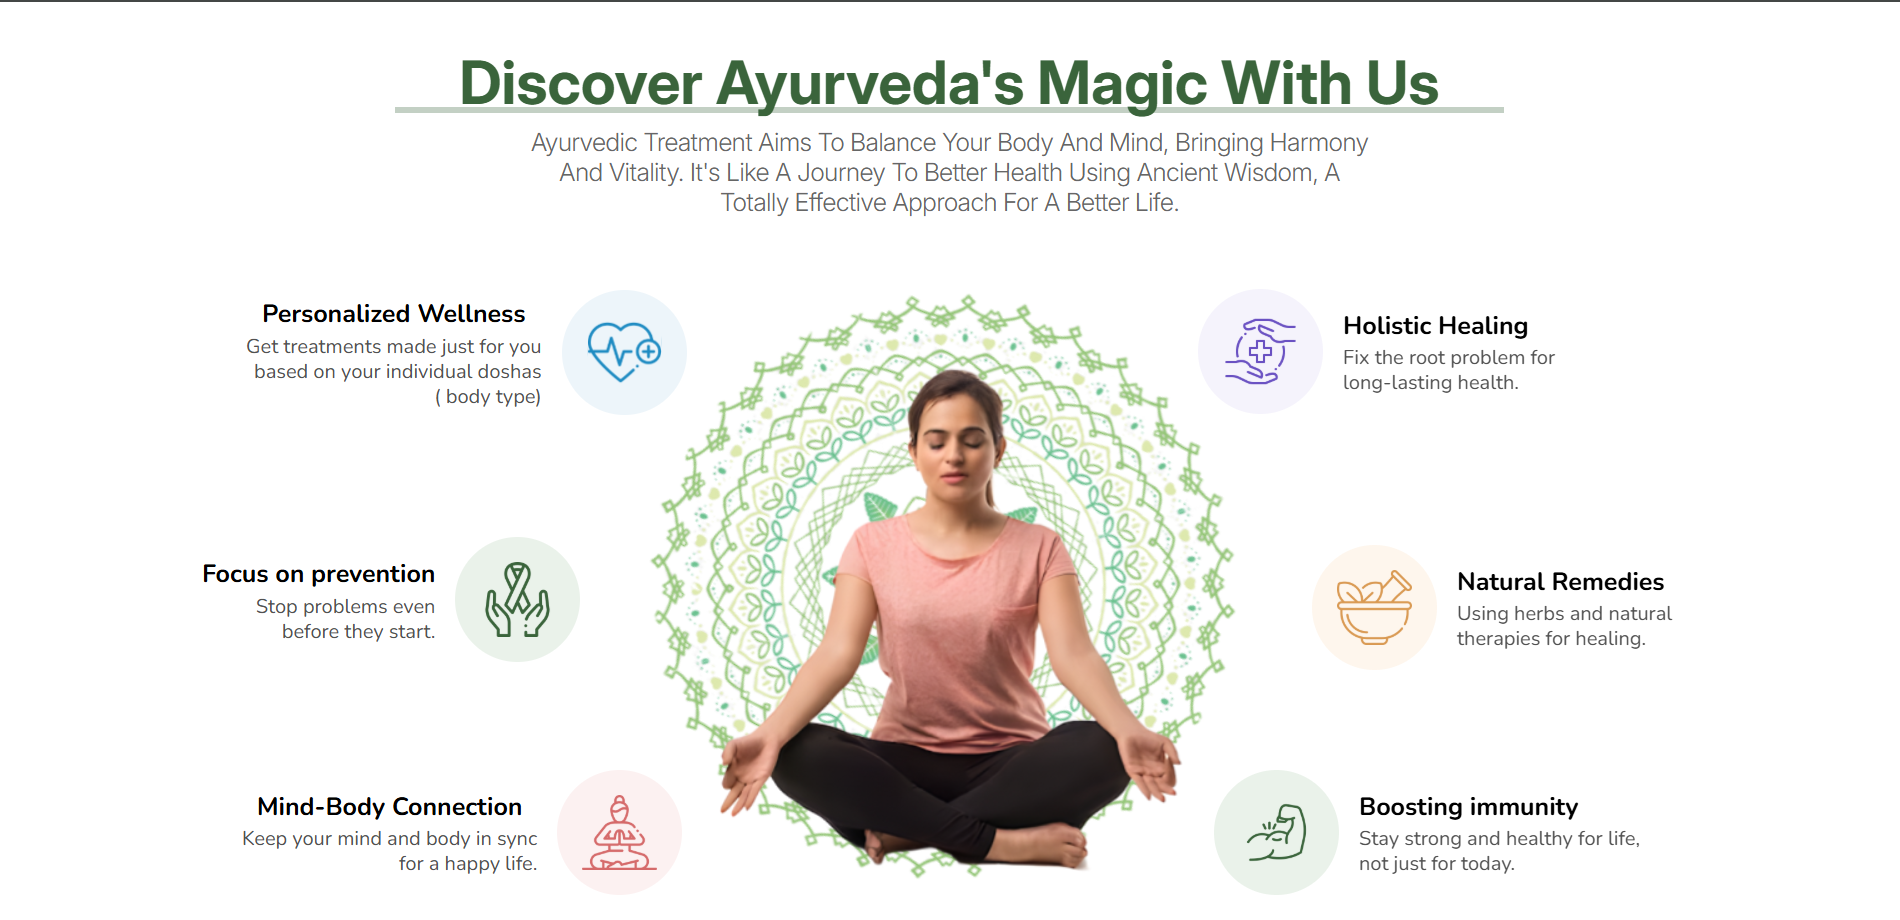 Discover Ayurveda's Magic With Us
Ayurvedic Treatment Aims To Balance Your Body And Mind, Bringing Harmony
And Vitality. It's Like A Journey To Better Health Using Ancient Wisdom, A
Totally Effective Approach For A Better Life.
Personalized Wellness
Get treatments made just for you
based on your individual doshas
( body type)
Holistic Healing
Fix the root problem for
long-lasting health.
Focus on prevention
Stop problems even
before they start.
Natural Remedies
Using herbs and natural
therapies for healing.
Mind-Body Connection
Keep your mind and body in sync
for a happy life.
Boosting immunity
Stay strong and healthy for life,
not just for today.